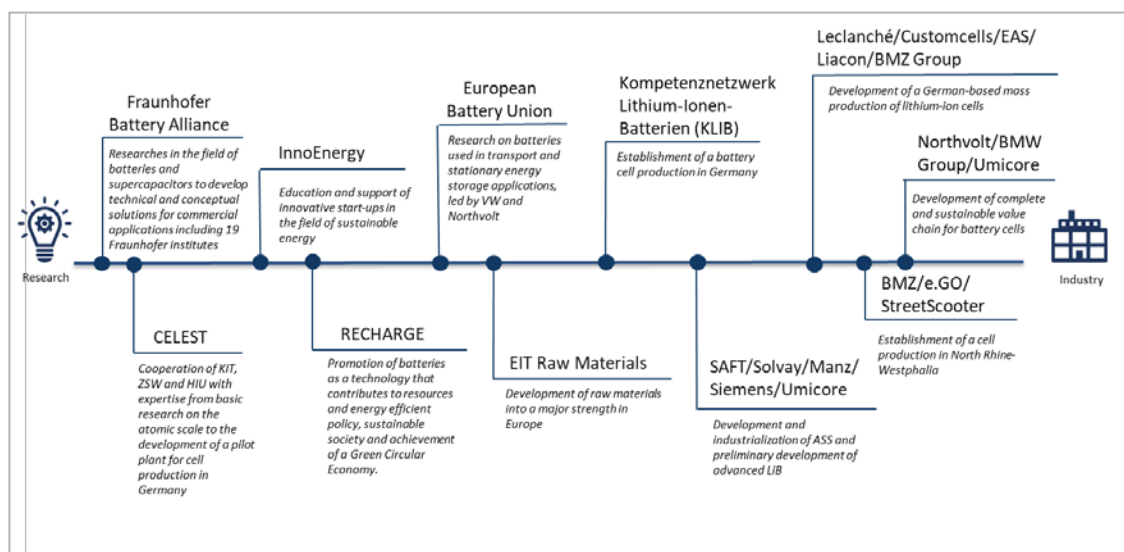 Leclanché/Customcells/EAS/
Liacon/BMZ Group
Development of a German-based mass
production of lithium-ion cells
Kompetenznetzwerk
Lithium-Ionen-
Batterien (KLIB)
Establishment of a battery
cell production in Germany
European
Battery Union
Research on batteries
used in transport and
stationary energy
storage applications,
led by VW and
Northvolt
Fraunhofer
Battery Alliance
Researches in the field of
batteries and
supercapacitors to develop
technical and conceptual
solutions for commercial
applications including 19
Fraunhofer institutes
InnoEnergy
Education and support of
innovative start-ups in
the field of sustainable
energy
Northvolt/BMW
Group/Umicore
Development of complete
and sustainable value
chain for battery cells
Research
Industry
CELEST
Cooperation of KIT,
ZSW and HIU with
expertise from basic
research on the
atomic scale to the
development of a pilot
plant for cell
production in
Germany
RECHARGE
Promotion of batteries
as a technology that
contributes to resources
and energy efficient
policy, sustainable
society and achievement
of a Green Circular
Economy.
EIT Raw Materials
Development of raw materials
into a major strength in
Europe
SAFT/Solvay/Manz/
Siemens/Umicore
Development and
industrialization of ASS and
preliminary development of
advanced LIB
BMZ/e.GO/
StreetScooter
Establishment of a cell
production in North Rhine-
Westphalla